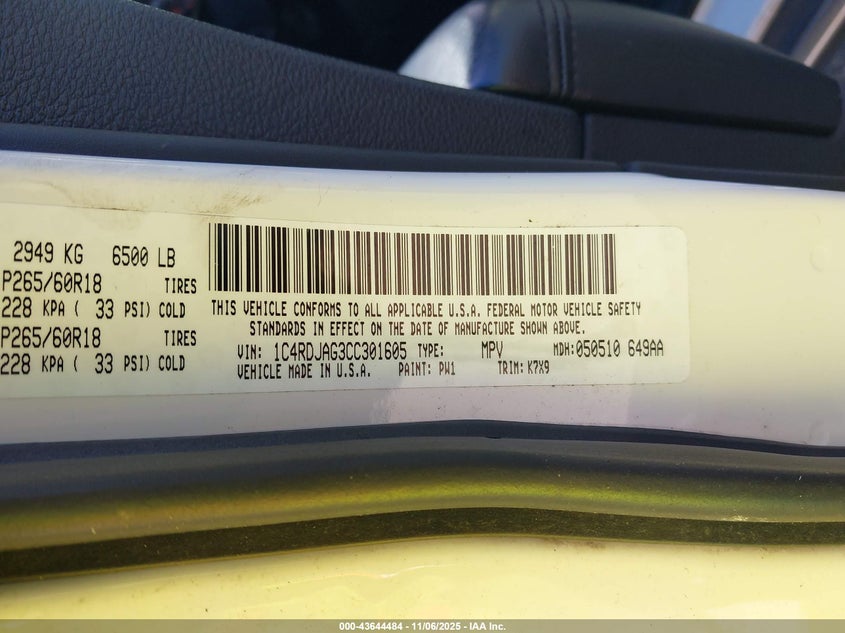 2949 KG 6500 LB
P265/60R18 TIRES
228 KPA ( 33 PSI) COLD
P265/60R18 TIRES
228 KPA ( 33 PSI) COLD
THIS VEHICLE CONFORMS TO ALL APPLICABLE U.S.A. FEDERAL MOTOR VEHICLE SAFETY
STANDARDS IN EFFECT ON THE DATE OF MANUFACTURE SHOWN ABOVE.
VIN: 1C4RDJAG3CC301605 TYPE: MPV MDH:050510 649AA
VEHICLE MADE IN U.S.A. PAINT: PW1 TRIM: K7X9
000-43644484 | 11/06/2025 - IAA Inc.